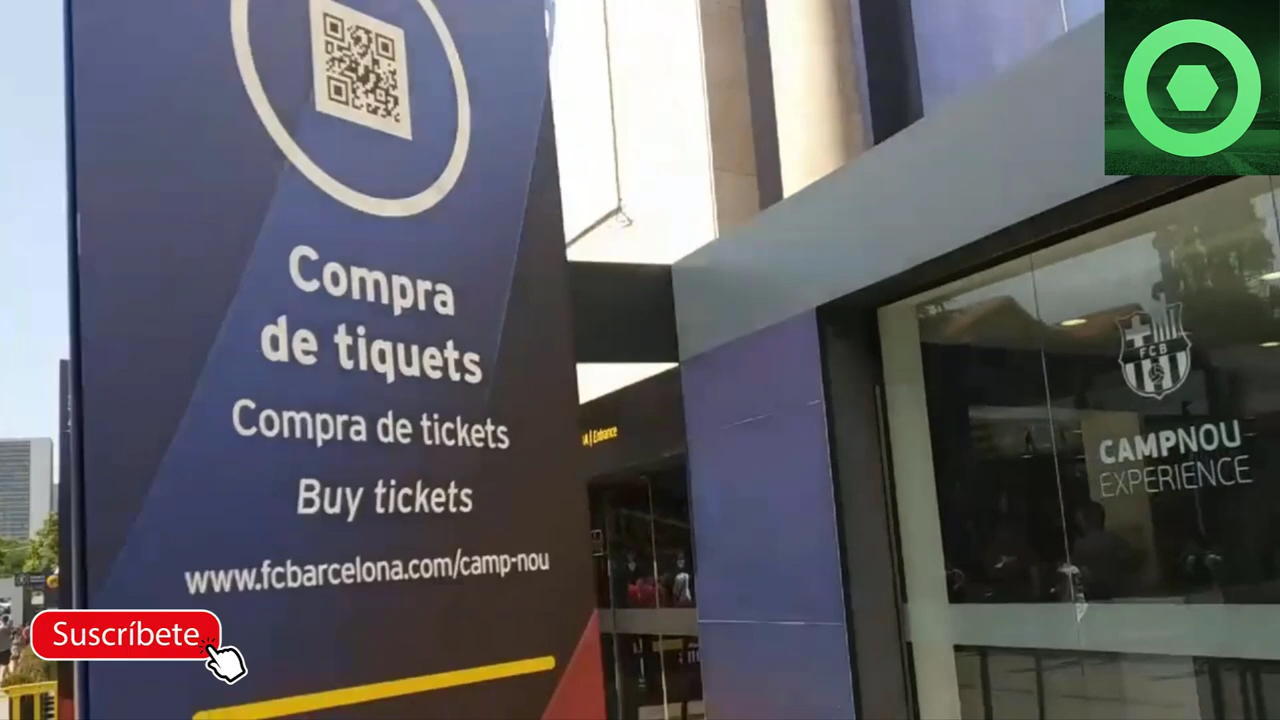 Compra
de tiquets
Compra de tickets
Buy tickets
www.fcbarcelona.com/camp-nou
Entrance
FCB
CAMPNOU
EXPERIENCE
Suscríbete